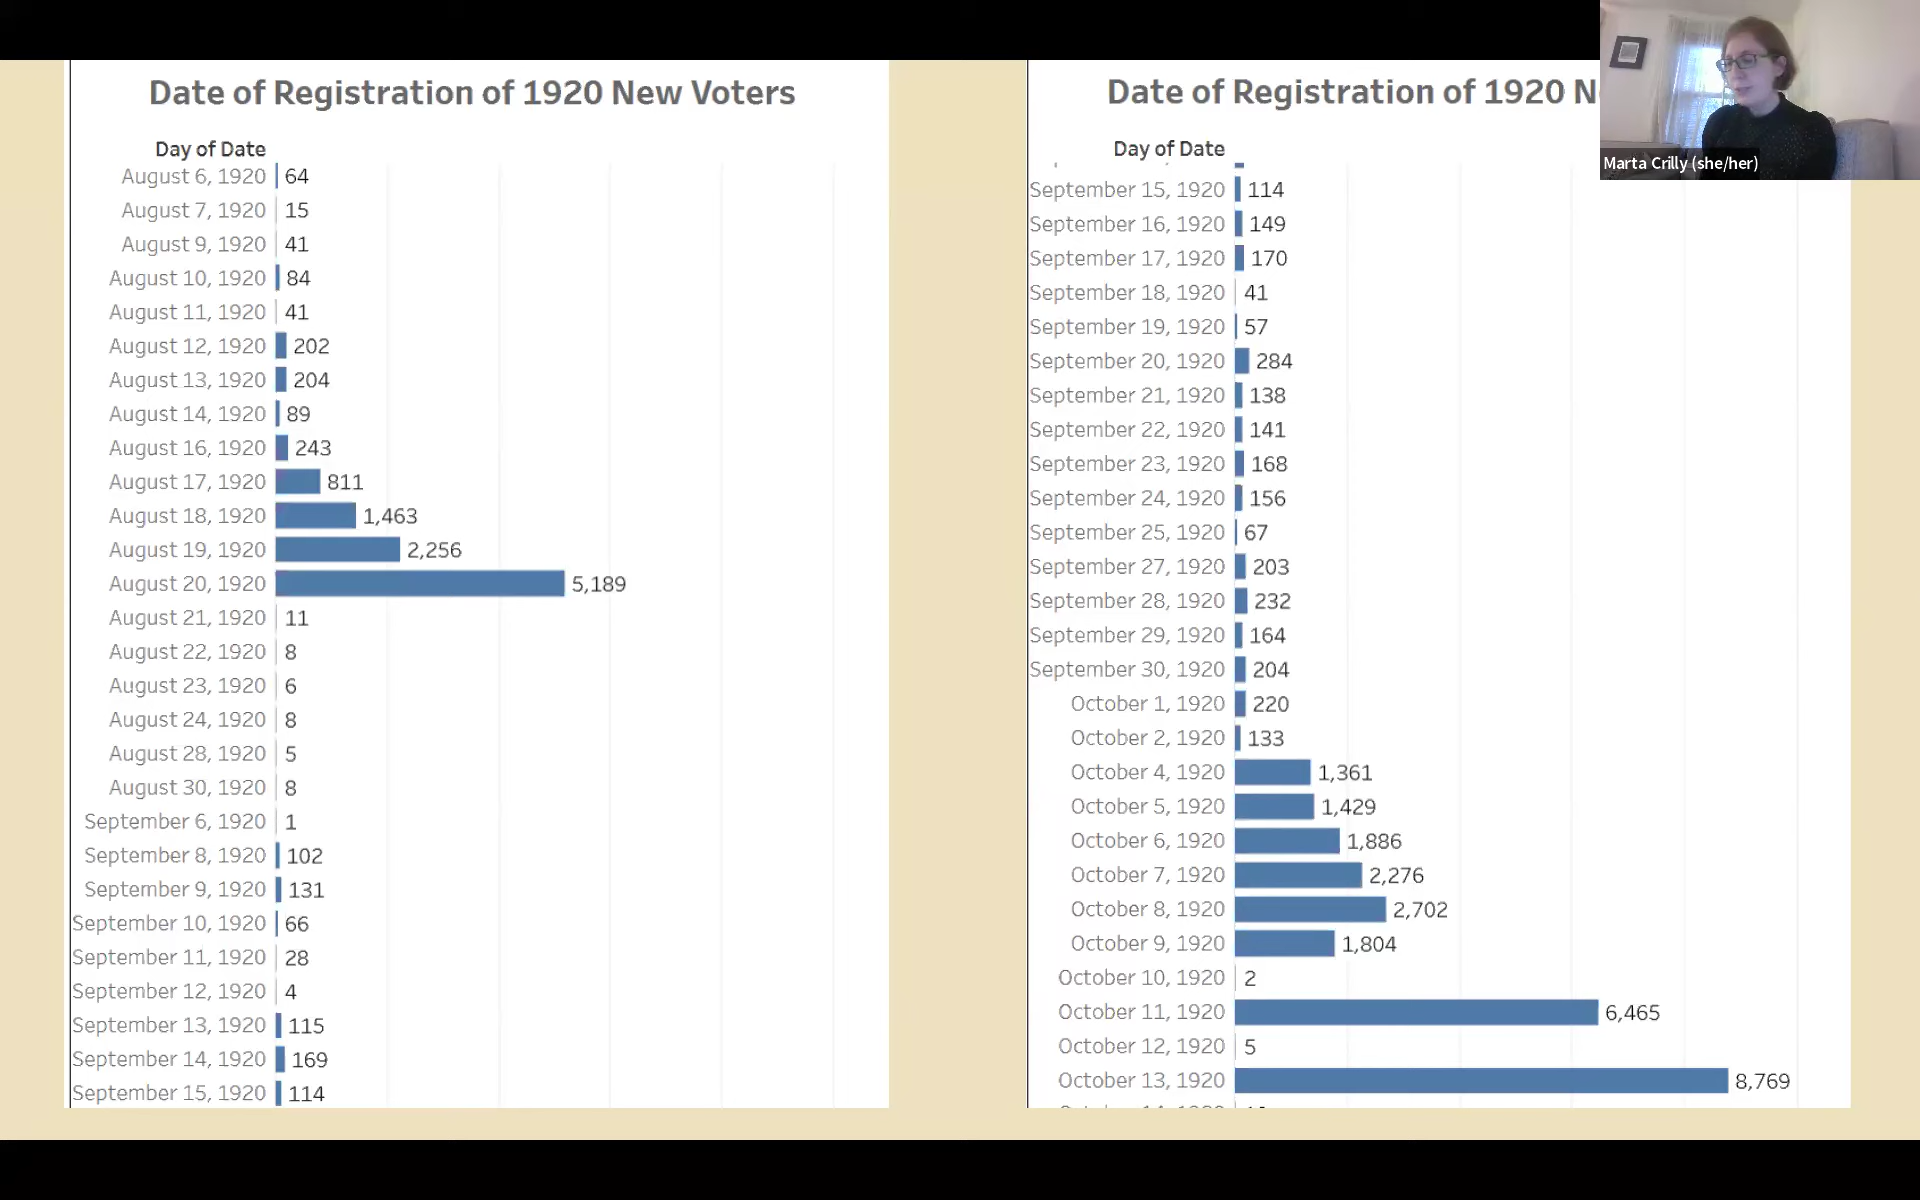 Date of Registration of 1920 New Voters
Day of Date
August 6, 1920 64
August 7, 1920 15
August 9, 1920 41
August 10, 1920 84
August 11, 1920 41
August 12, 1920 202
August 13, 1920 204
August 14, 1920 89
August 16, 1920 243
August 17, 1920 811
August 18, 1920 1,463
August 19, 1920 2,256
August 20, 1920 5,189
August 21, 1920 11
August 22, 1920 8
August 23, 1920 6
August 24, 1920 8
August 28, 1920 5
August 30, 1920 8
September 6, 1920 1
September 8, 1920 102
September 9, 1920 131
September 10, 1920 66
September 11, 1920 28
September 12, 1920 4
September 13, 1920 115
September 14, 1920 169
September 15, 1920 114
Date of Registration of 1920 N
Day of Date
September 15, 1920 114
September 16, 1920 149
September 17, 1920 170
September 18, 1920 41
September 19, 1920 57
September 20, 1920 284
September 21, 1920 138
September 22, 1920 141
September 23, 1920 168
September 24, 1920 156
September 25, 1920 67
September 27, 1920 203
September 28, 1920 232
September 29, 1920 164
September 30, 1920 204
October 1, 1920 220
October 2, 1920 133
October 4, 1920 1,361
October 5, 1920 1,429
October 6, 1920 1,886
October 7, 1920 2,276
October 8, 1920 2,702
October 9, 1920 1,804
October 10, 1920 2
October 11, 1920 6,465
October 12, 1920 5
October 13, 1920 8,769
Marta Crilly (she/her)